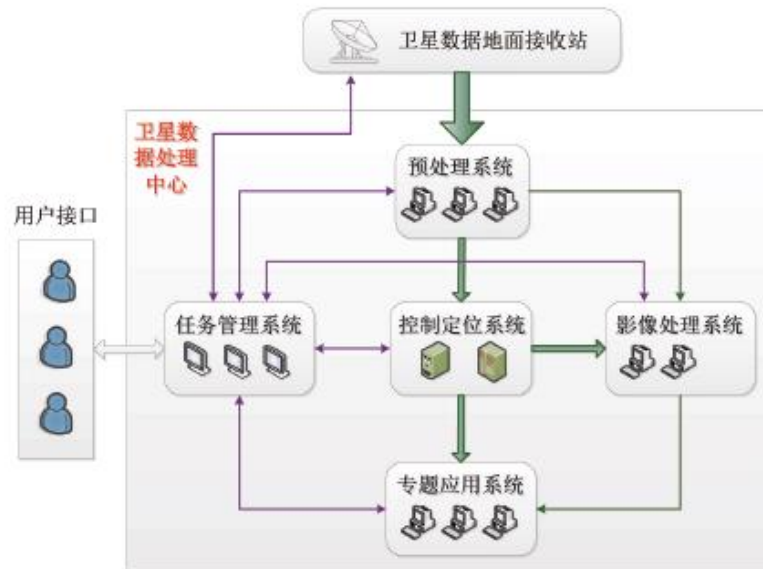 卫星数据地面接收站
卫星数
据处理
中心
预处理系统
用户接口
任务管理系统
控制定位系统
影像处理系统
专题应用系统